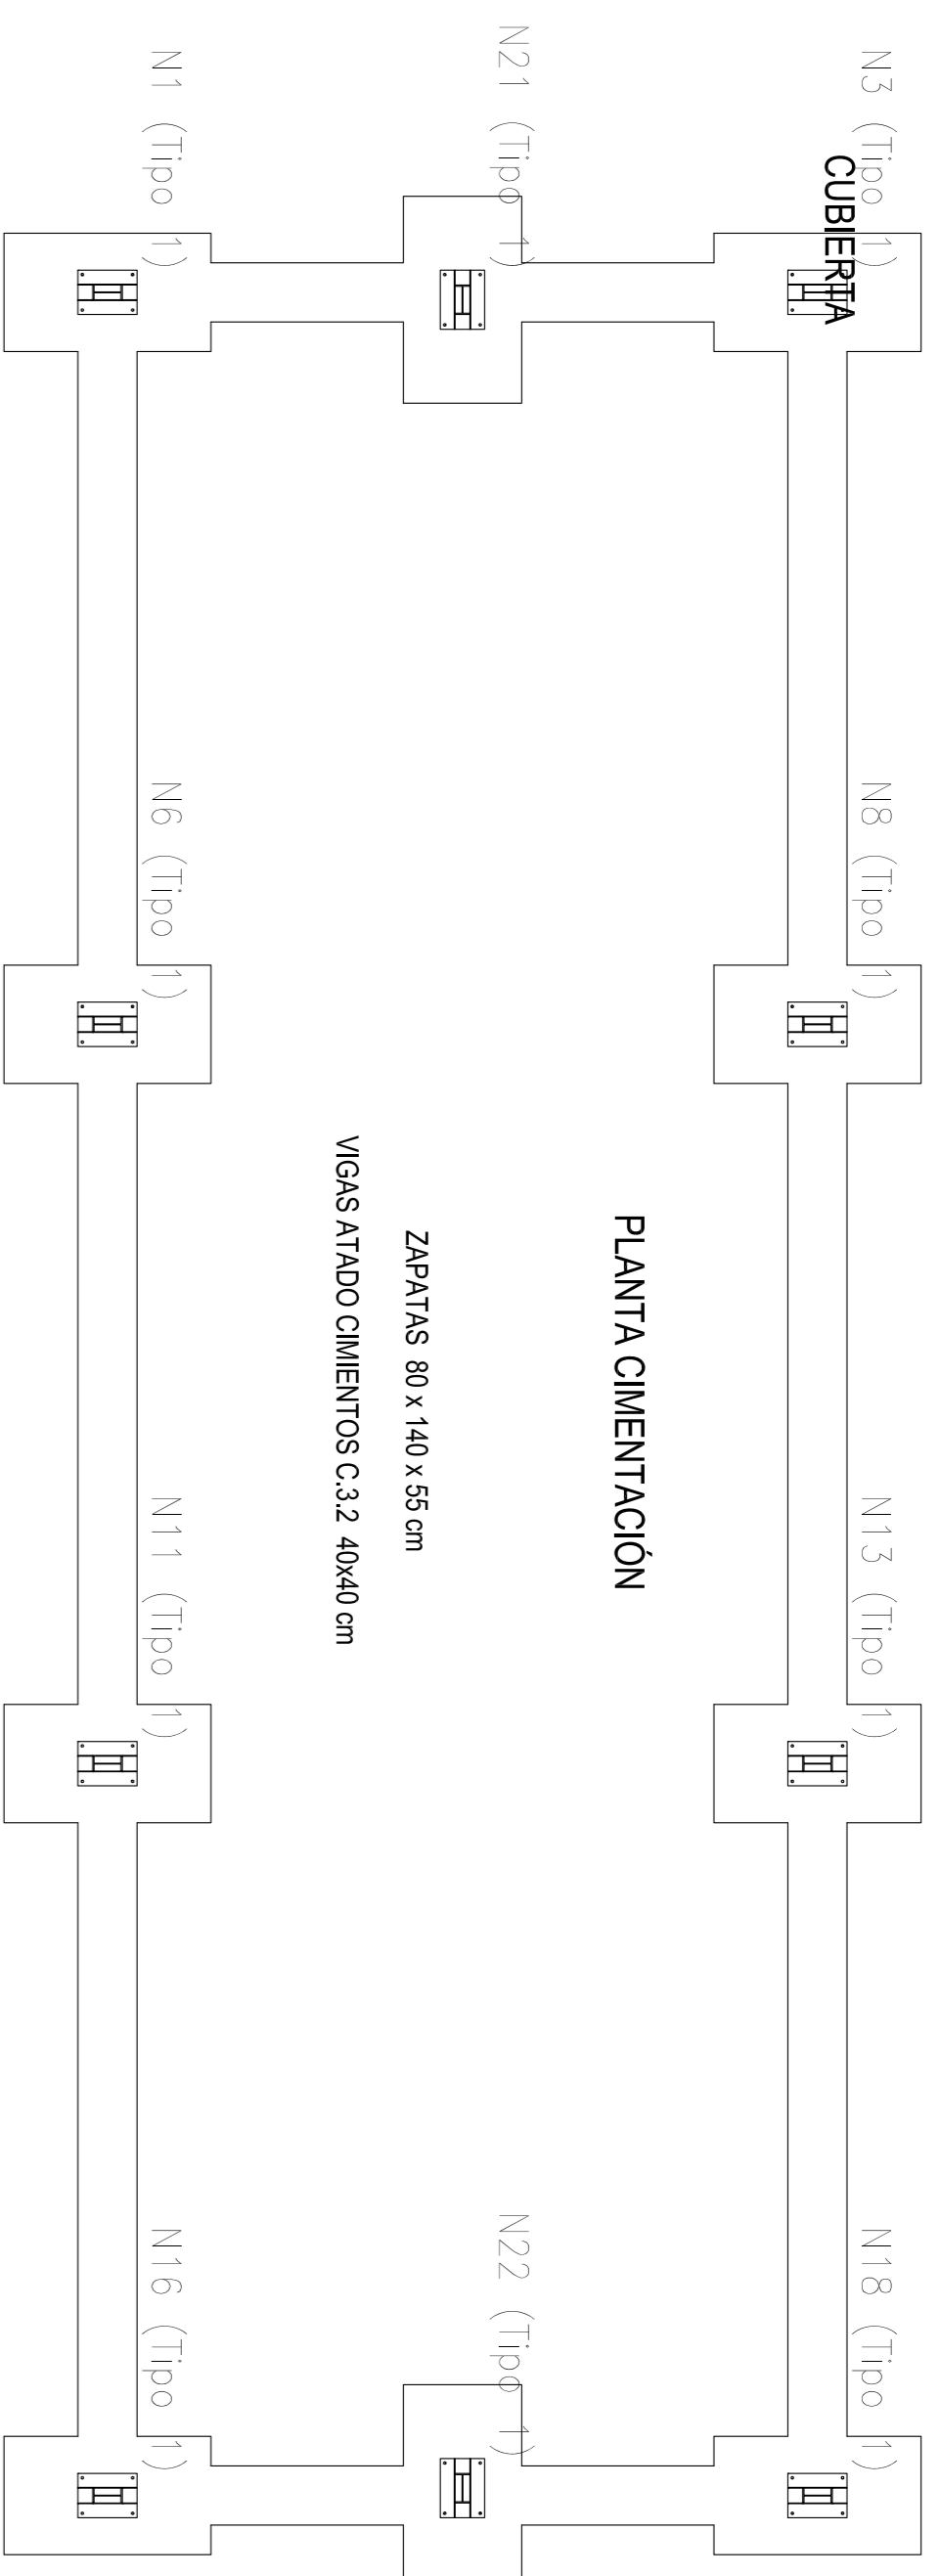 CUBIERTA
N3 (Tipo 1)
N8 (Tipo 1)
N13 (Tipo 1)
N18 (Tipo 1)
PLANTA CIMENTACIÓN
N21 (Tipo 1)
N22 (Tipo 1)
ZAPATAS 80 x 140 x 55 cm
VIGAS ATADO CIMIENTOS C.3.2 40x40 cm
N1 (Tipo 1)
N6 (Tipo 1)
N11 (Tipo 1)
N16 (Tipo 1)